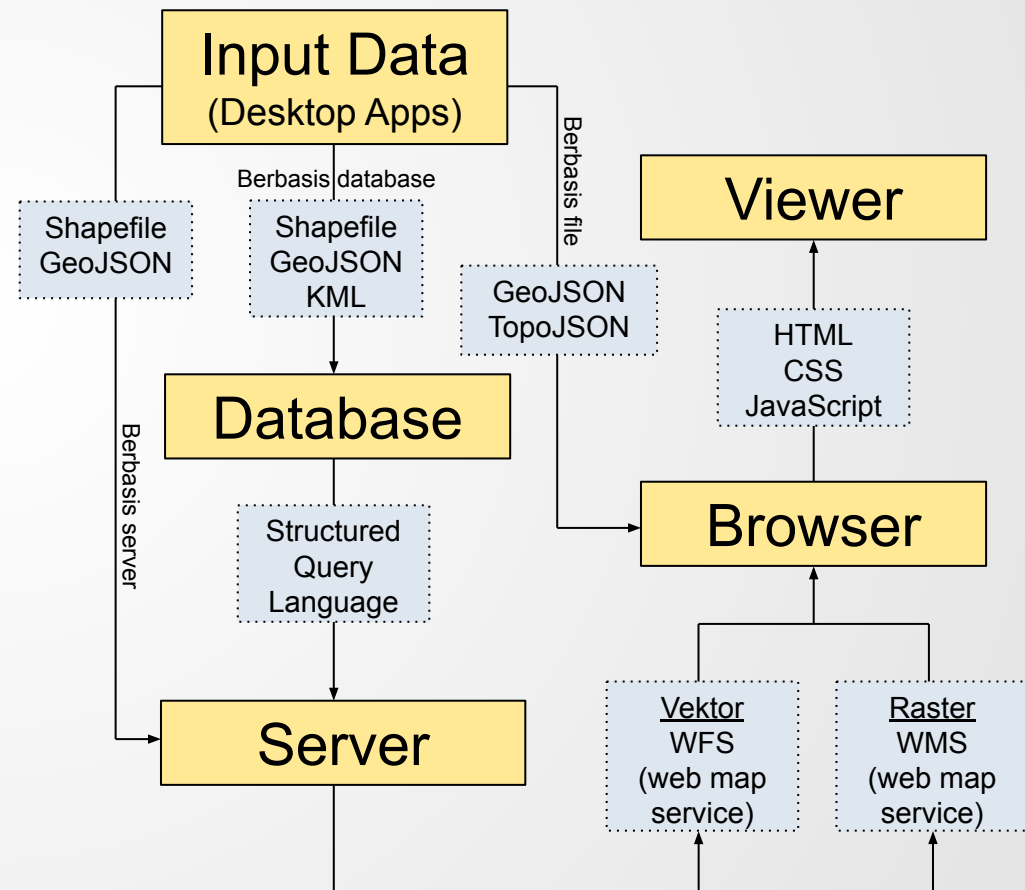 Input Data
(Desktop Apps)
Berbasis database
Berbasis file
Shapefile
GeoJSON
Shapefile
GeoJSON
KML
GeoJSON
TopoJSON
Viewer
HTML
CSS
JavaScript
Database
Berbasis server
Structured
Query
Language
Browser
Server
Vektor
WFS
(web map
service)
Raster
WMS
(web map
service)